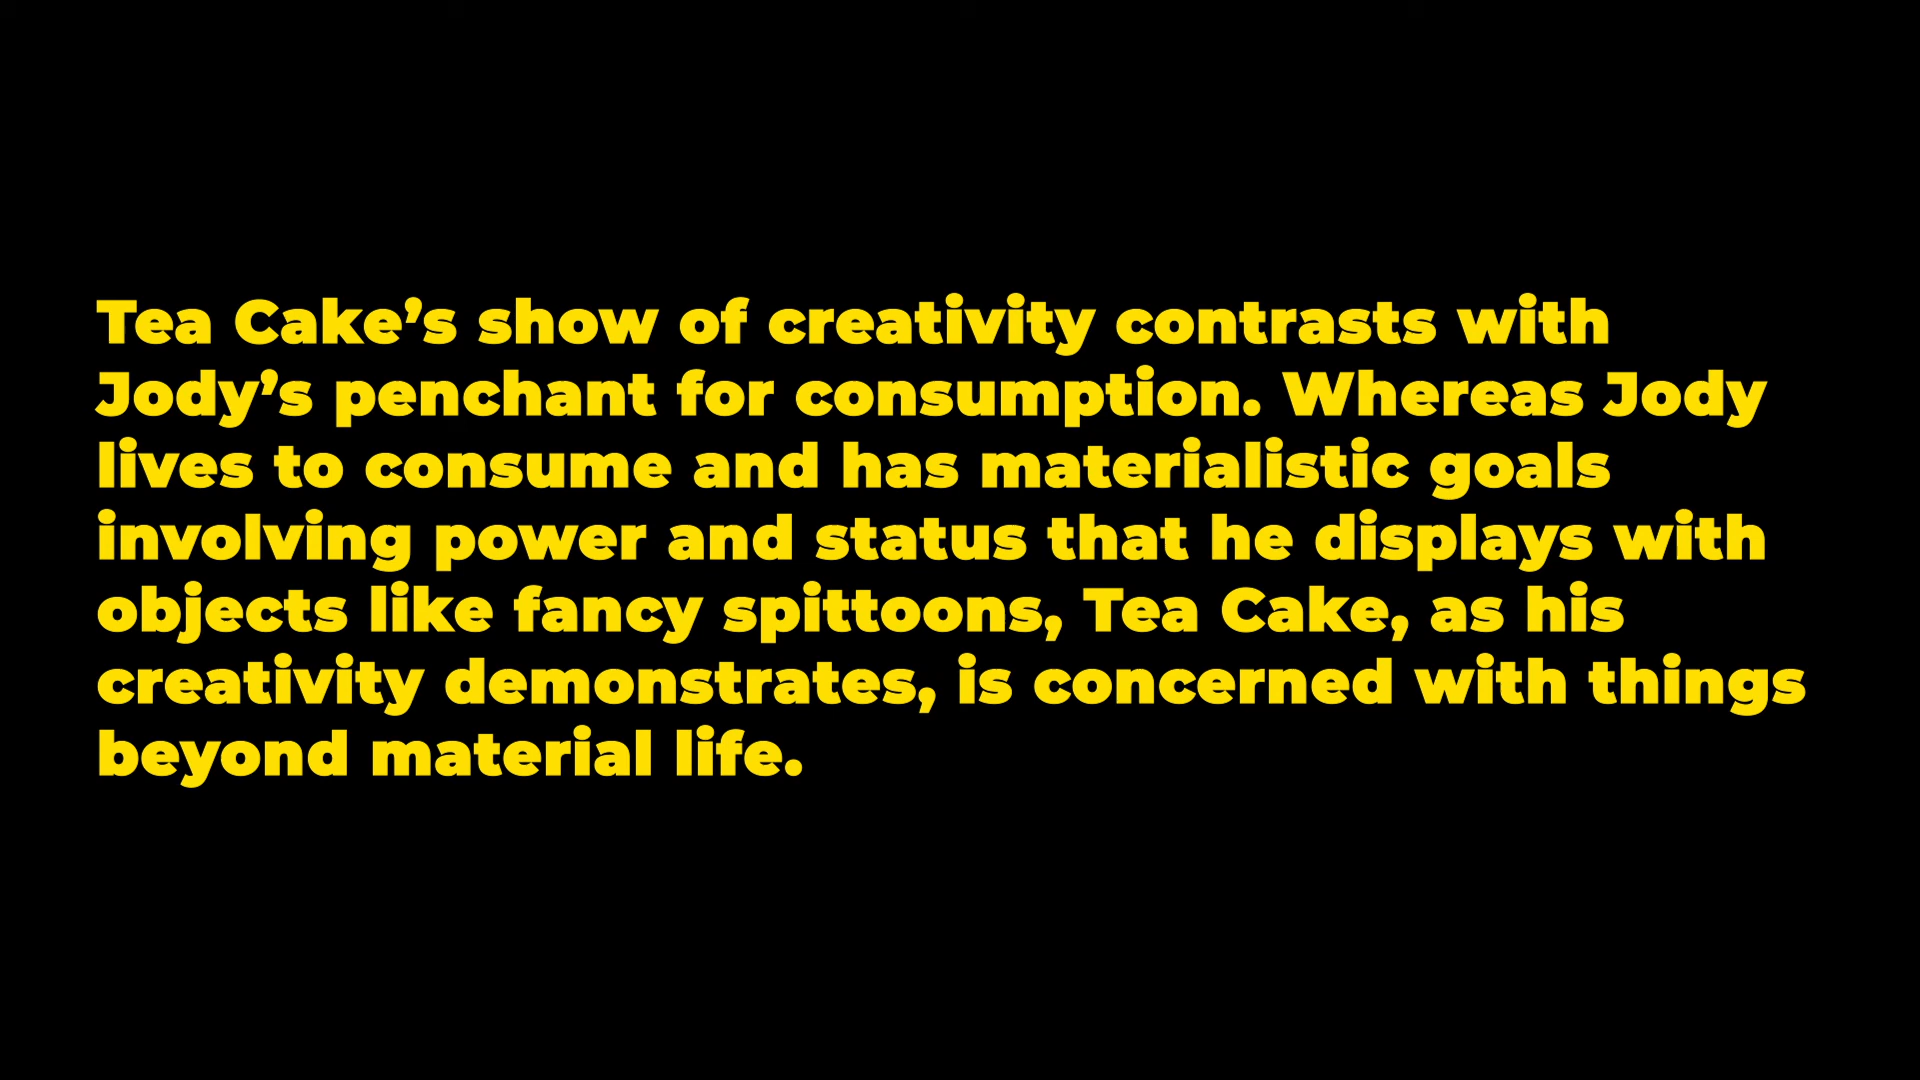 Tea Cake’s show of creativity contrasts with
Jody’s penchant for consumption. Whereas Jody
lives to consume and has materialistic goals
involving power and status that he displays with
objects like fancy spittoons, Tea Cake, as his
creativity demonstrates, is concerned with things
beyond material life.